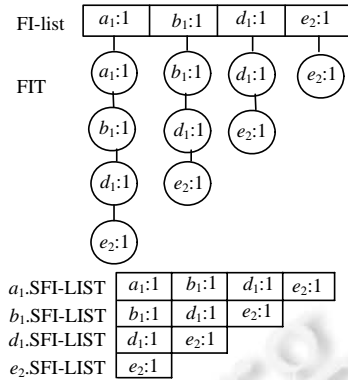 FI-list a₁:1 b₁:1 d₁:1 e₂:1
FIT a₁:1 b₁:1 d₁:1 e₂:1
b₁:1 d₁:1 e₂:1
d₁:1 e₂:1
e₂:1
a₁.SFI-LIST a₁:1 b₁:1 d₁:1 e₂:1
b₁.SFI-LIST b₁:1 d₁:1 e₂:1
d₁.SFI-LIST d₁:1 e₂:1
e₂.SFI-LIST e₂:1